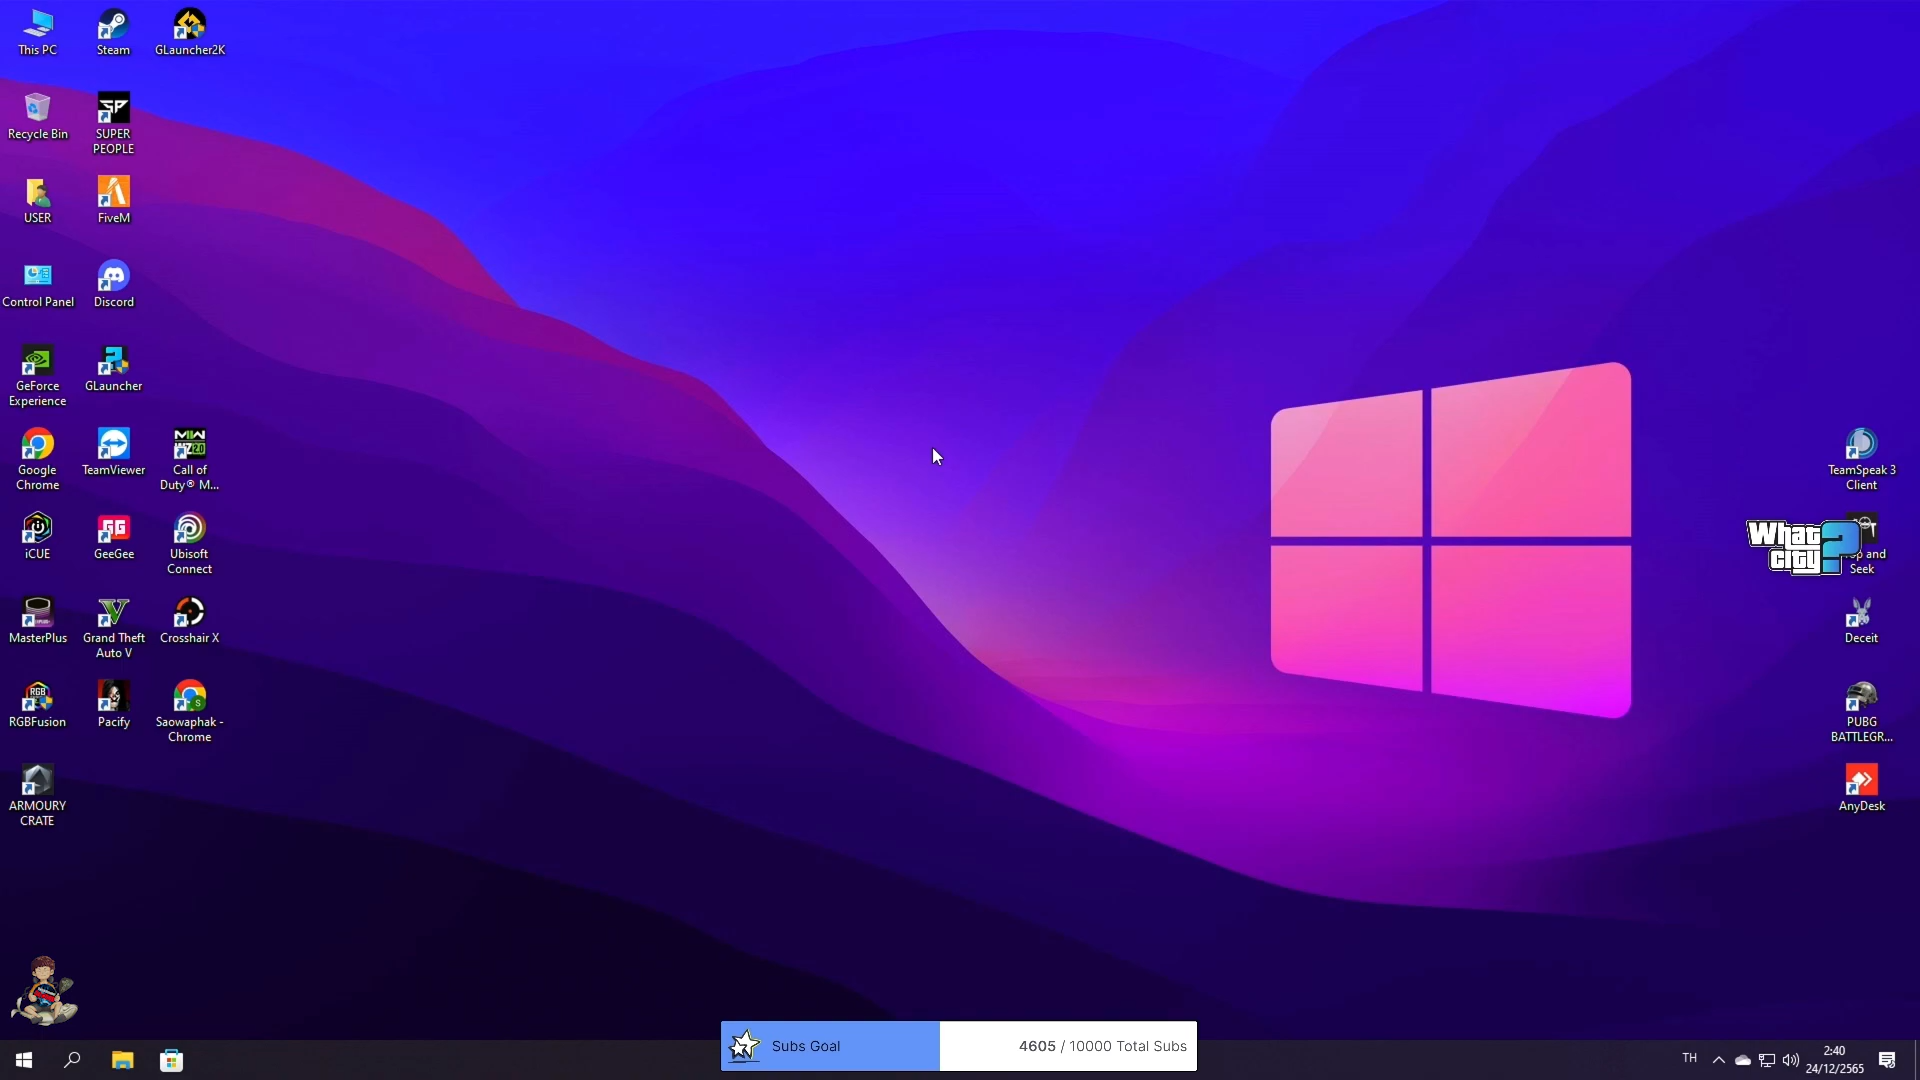 This PC
Steam
GLauncher2K
Recycle Bin
SUPER
PEOPLE
USER
FiveM
Control Panel
Discord
GeForce
Experience
GLauncher
Google
Chrome
TeamViewer
Call of
Duty® M...
iCUE
GeeGee
Ubisoft
Connect
MasterPlus
Grand Theft
Auto V
Crosshair X
RGBFusion
Pacify
Saowaphak -
Chrome
ARMOURY
CRATE
TeamSpeak 3
Client
What
city?
and
Seek
Deceit
PUBG
BATTLEGR...
AnyDesk
Subs Goal
4605 / 10000 Total Subs
TH
2:40
24/12/2565